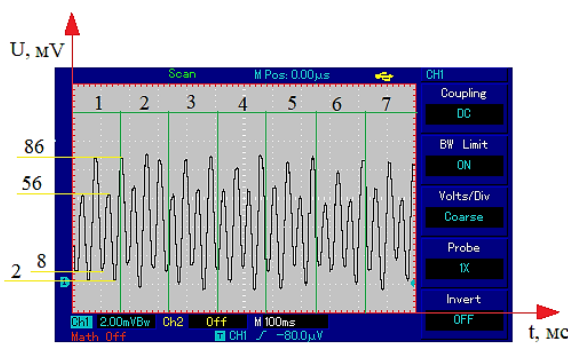 U, мV
Scan M Pos: 0.00μs CH1
1 2 3 4 5 6 7
Coupling
DC
86
BW Limit
ON
56
Volts/Div
Coarse
Probe
1X
8
2
Invert
OFF
Ch1 2.00mVBw Ch2 Off M 100ms
Math Off T CH1 -80.0μV
t, мс